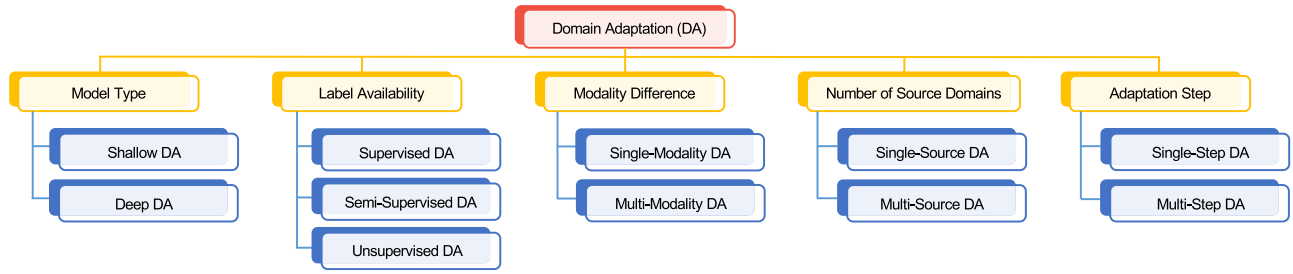 Domain Adaptation (DA)
Model Type
Label Availability
Modality Difference
Number of Source Domains
Adaptation Step
Shallow DA
Deep DA
Supervised DA
Semi-Supervised DA
Unsupervised DA
Single-Modality DA
Multi-Modality DA
Single-Source DA
Multi-Source DA
Single-Step DA
Multi-Step DA